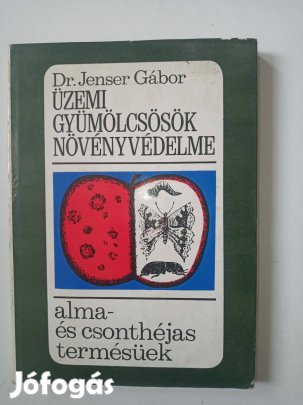 Dr. Jenser Gábor
ÜZEMI
GYÜMÖLCSÖSÖK
NÖVÉNYVÉDELME
alma-
és csonthéjas
termésüek
Jófogás